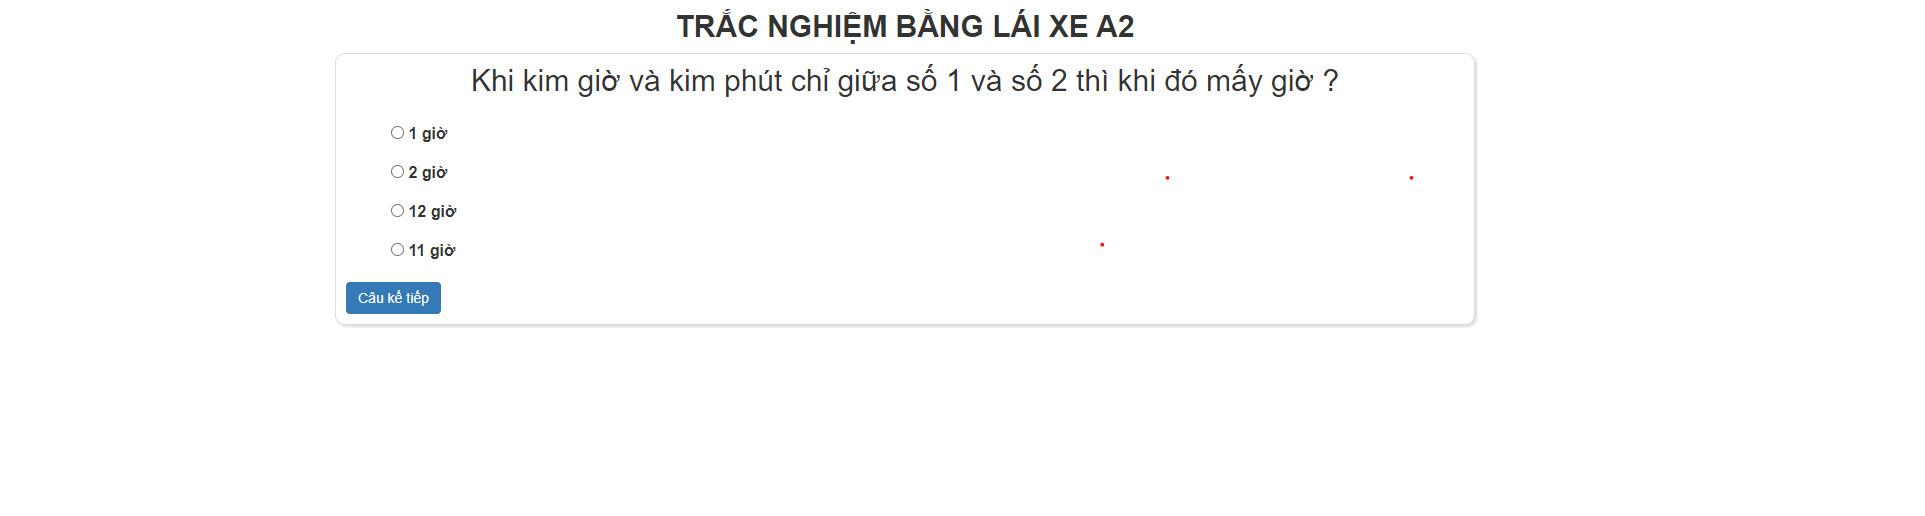 TRẮC NGHIỆM BẰNG LÁI XE A2
Khi kim giờ và kim phút chỉ giữa số 1 và số 2 thì khi đó mấy giờ ?
1 giờ
2 giờ
12 giờ
11 giờ
Câu kế tiếp